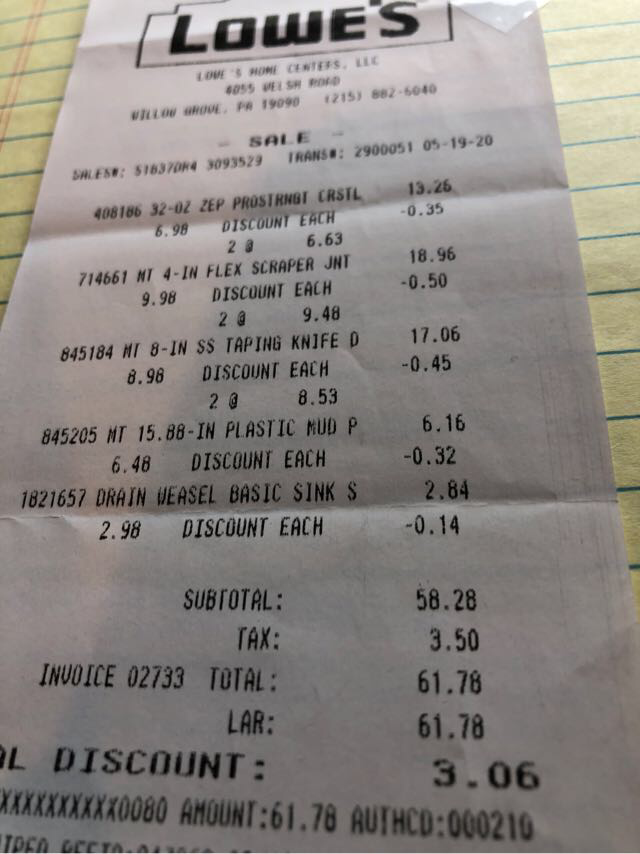 LOWE'S
LOWE'S HOME CENTERS, LLC
4055 WELSH ROAD
WILLOW GROVE, PA 19090 (215) 882-6040
- SALE -
SALES#: S1837DR4 3093529 TRANS#: 2900051 05-19-20
408186 32-OZ ZEP PROSTRNGT CRSTL 13.26
6.98 DISCOUNT EACH -0.35
2 @ 6.63
714661 MT 4-IN FLEX SCRAPER JNT 18.96
9.98 DISCOUNT EACH -0.50
2 @ 9.48
845184 MT 8-IN SS TAPING KNIFE D 17.06
8.98 DISCOUNT EACH -0.45
2 @ 8.53
845205 MT 15.88-IN PLASTIC MUD P 6.16
6.48 DISCOUNT EACH -0.32
1821657 DRAIN WEASEL BASIC SINK S 2.84
2.98 DISCOUNT EACH -0.14
SUBTOTAL: 58.28
TAX: 3.50
INVOICE 02733 TOTAL: 61.78
LAR: 61.78
AL DISCOUNT: 3.06
XXXXXXXXXXX0080 AMOUNT:61.78 AUTHCD:000210